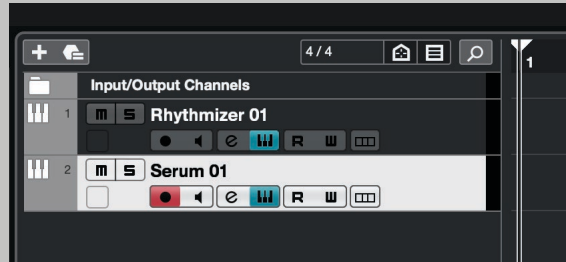 4/4
1
Input/Output Channels
1 m S Rhythmizer 01
e R W
2 m S Serum 01
e R W